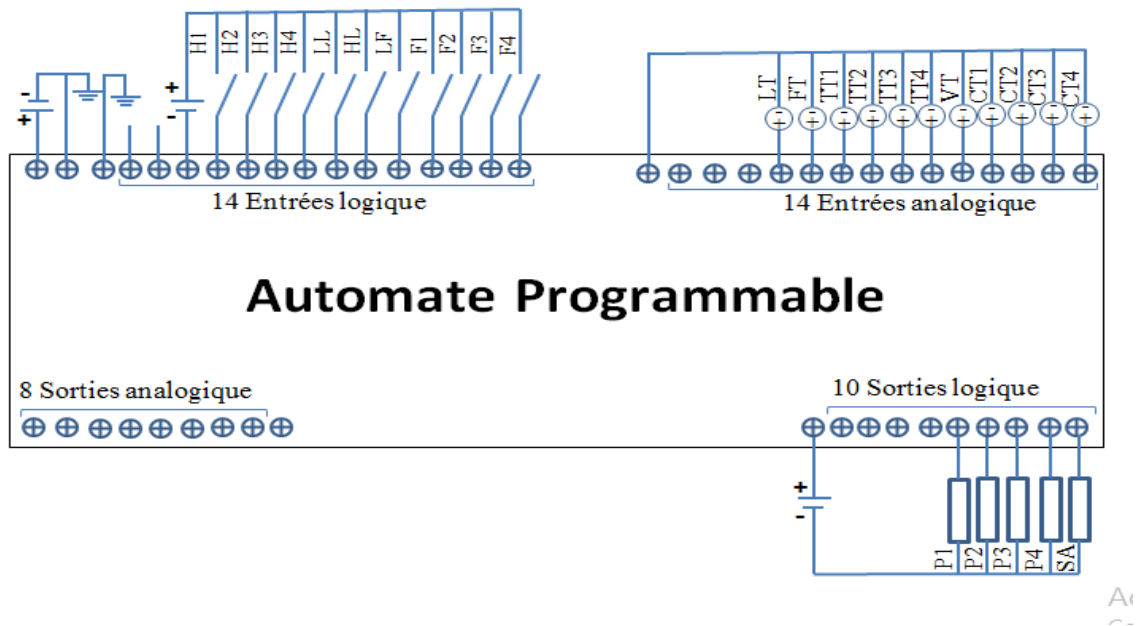 H1 H2 H3 H4 LL HL LF F1 F2 F3 F4
LT FT TT1 TT2 TT3 TT4 VT CT1 CT2 CT3 CT4
- + + -
14 Entrées logique
14 Entrées analogique
Automate Programmable
8 Sorties analogique
10 Sorties logique
+
-
P1 P2 P3 P4 SA